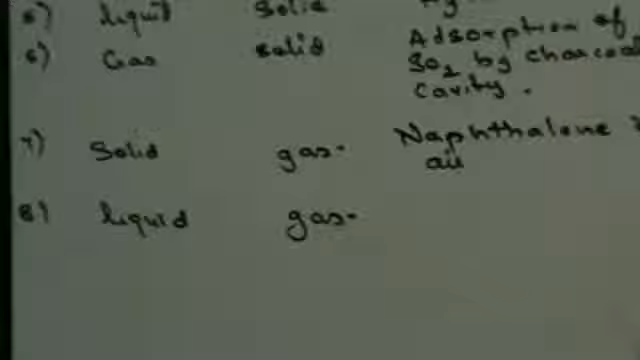 5) liquid solid
6) Gas solid Adsorption of
SO2 by charcoal
cavity.
7) Solid gas. Naphthalene
air
8) liquid gas.